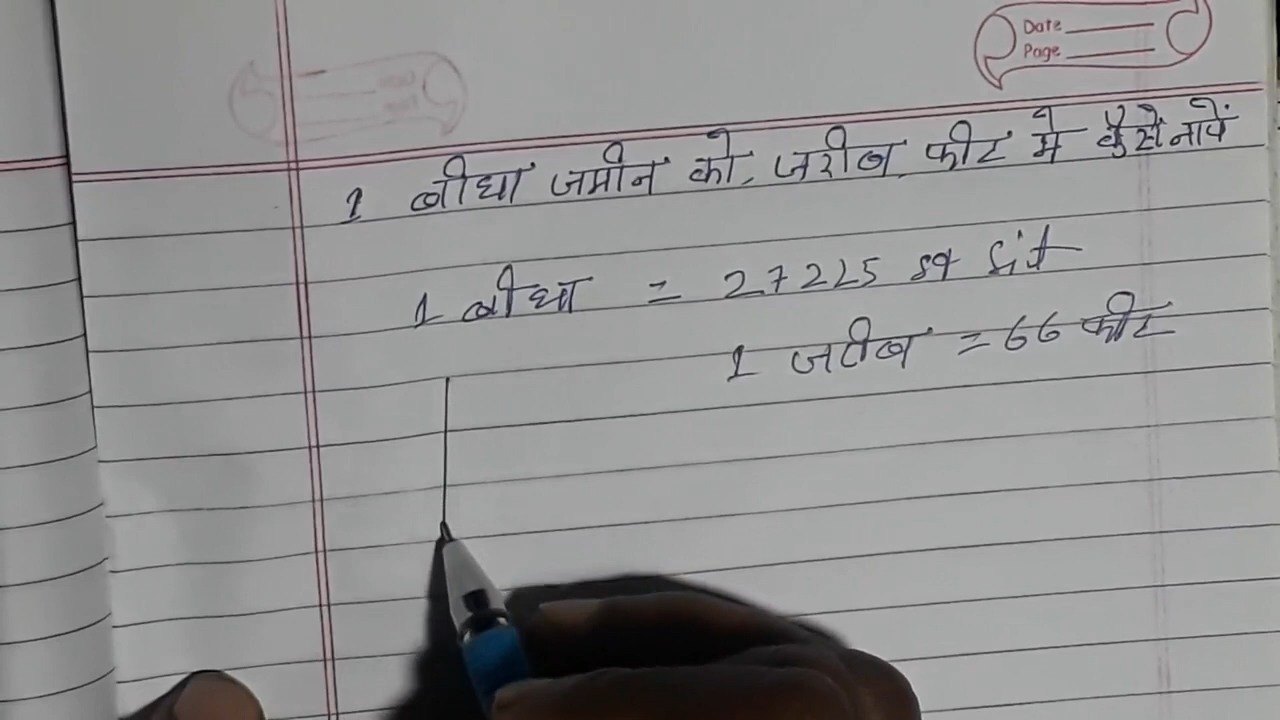 Date
Page
1 बीघा जमीन को, जरीब, फीट मे कैसे नापें
1 बीघा = 27225 sq fit
1 जरीब = 66 फीट